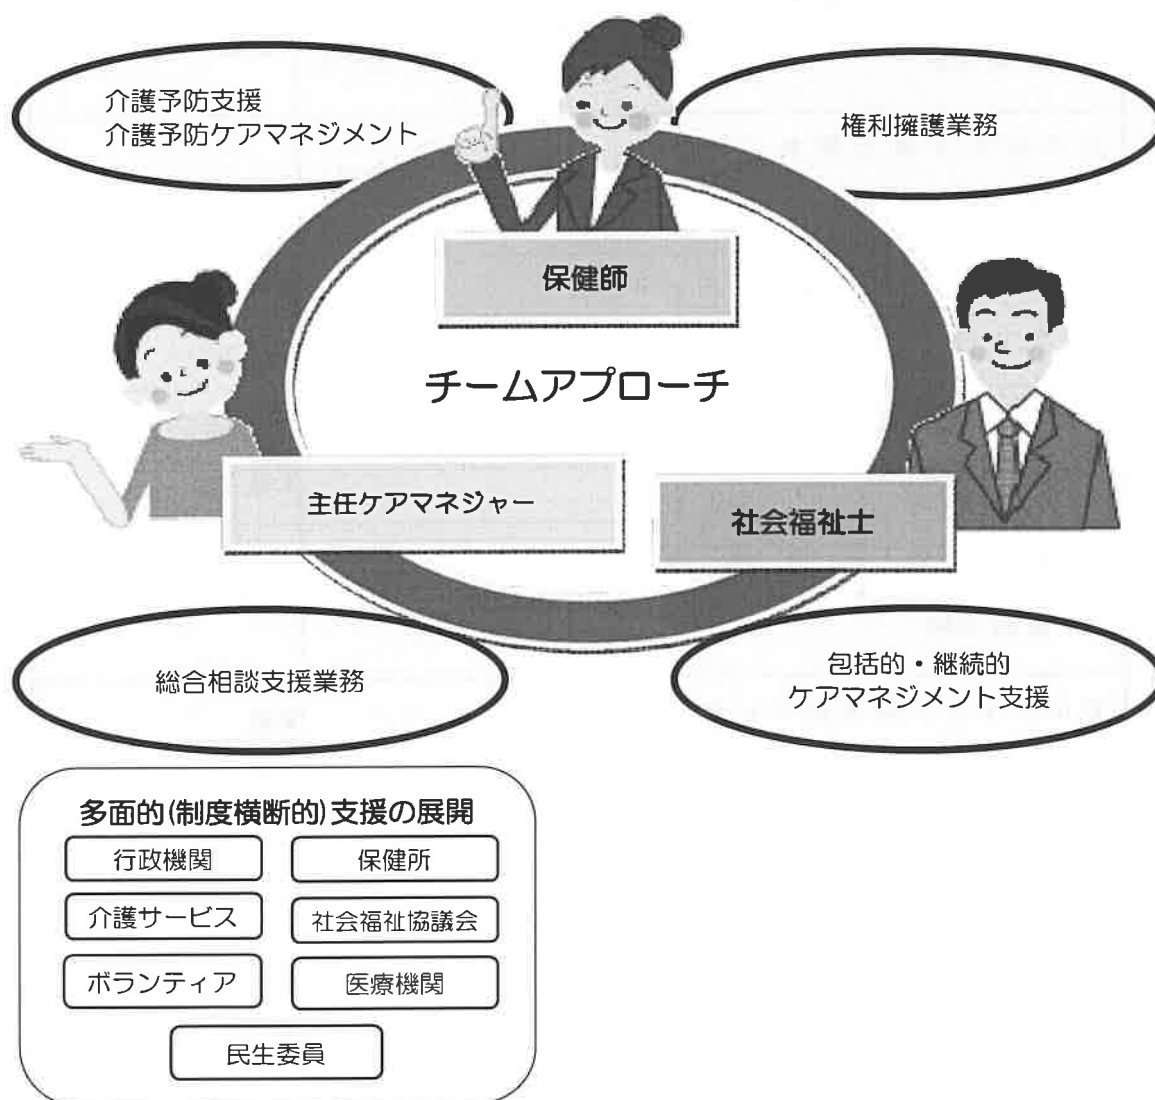 介護予防支援
介護予防ケアマネジメント
権利擁護業務
保健師
チームアプローチ
主任ケアマネジャー
社会福祉士
総合相談支援業務
包括的・継続的
ケアマネジメント支援
多面的(制度横断的)支援の展開
行政機関
保健所
介護サービス
社会福祉協議会
ボランティア
医療機関
民生委員